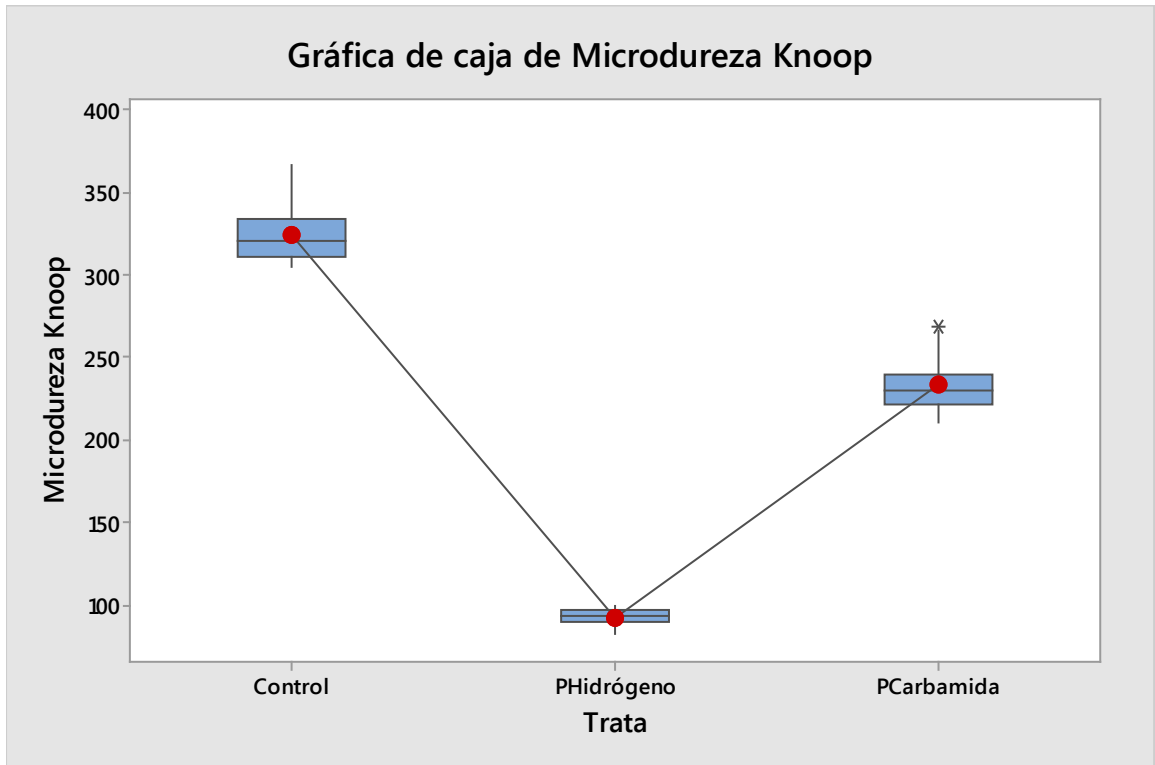 Gráfica de caja de Microdureza Knoop
Microdureza Knoop
400
350
300
250
200
150
100
Control
PHidrógeno
PCarbamida
Trata